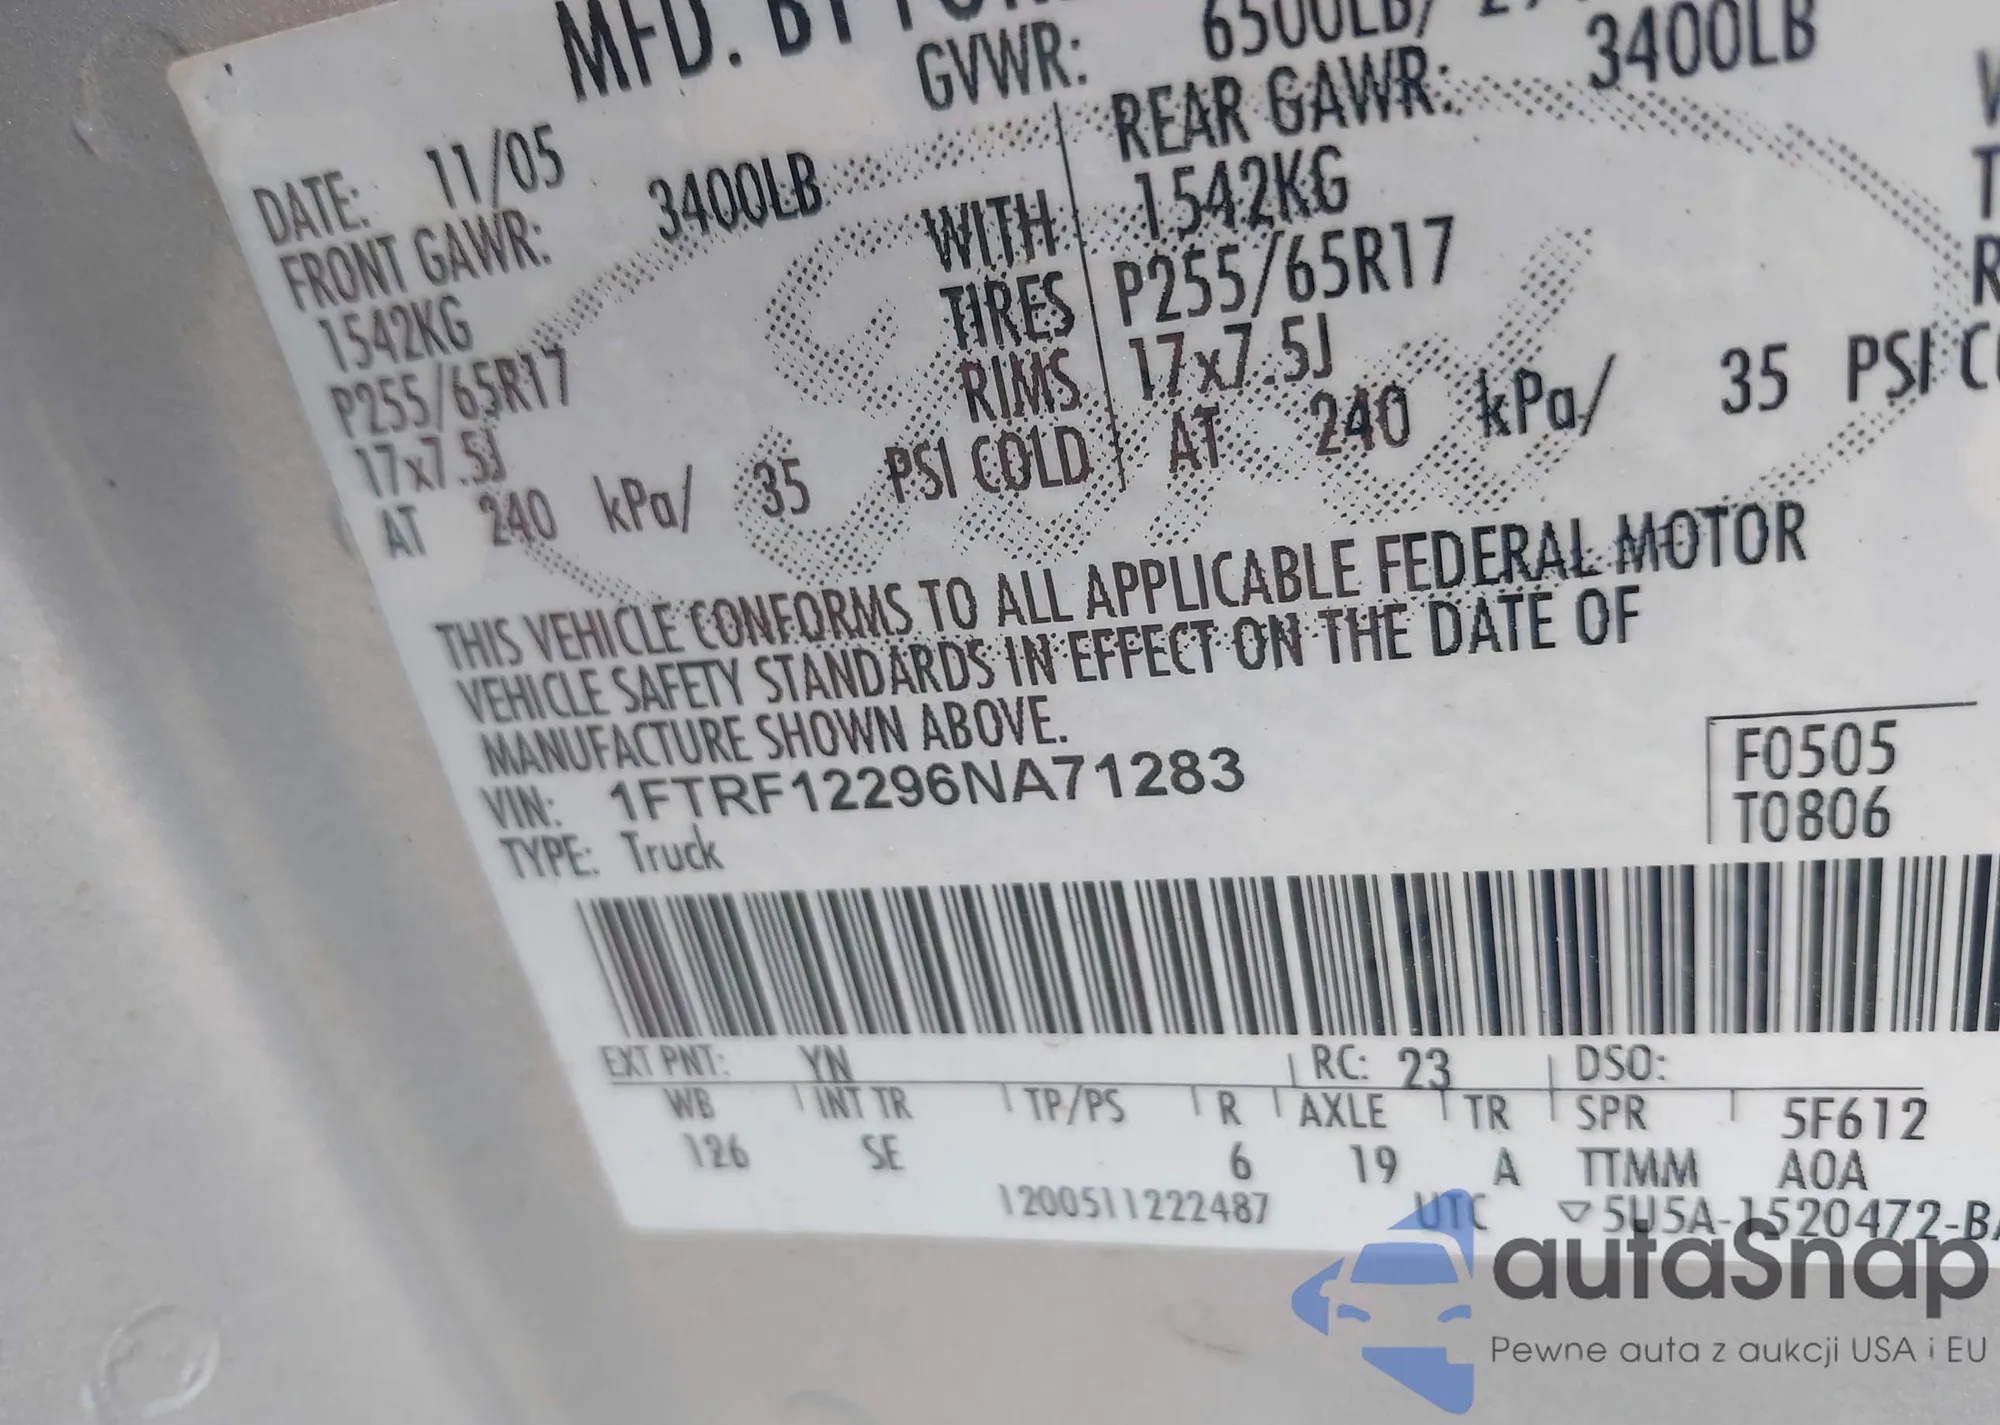 MFD. BY
GVWR: 6500LB/
DATE: 11/05
FRONT GAWR: 3400LB
1542KG
P255/65R17
17x7.5J
AT 240 kPa/ 35 PSI COLD
WITH
TIRES
RIMS
REAR GAWR: 3400LB
1542KG
P255/65R17
17x7.5J
AT 240 kPa/ 35 PSI
THIS VEHICLE CONFORMS TO ALL APPLICABLE FEDERAL MOTOR
VEHICLE SAFETY STANDARDS IN EFFECT ON THE DATE OF
MANUFACTURE SHOWN ABOVE.
VIN: 1FTRF12296NA71283
TYPE: Truck
F0505
T0806
EXT PNT: YN RC: 23 DSO:
WB INT TR TP/PS R AXLE TR SPR 5F612
126 SE 6 19 A TTMM A0A
1200511222487 UTC ▽5U5A-1520472-B
autaSnap
Pewne auta z aukcji USA i EU